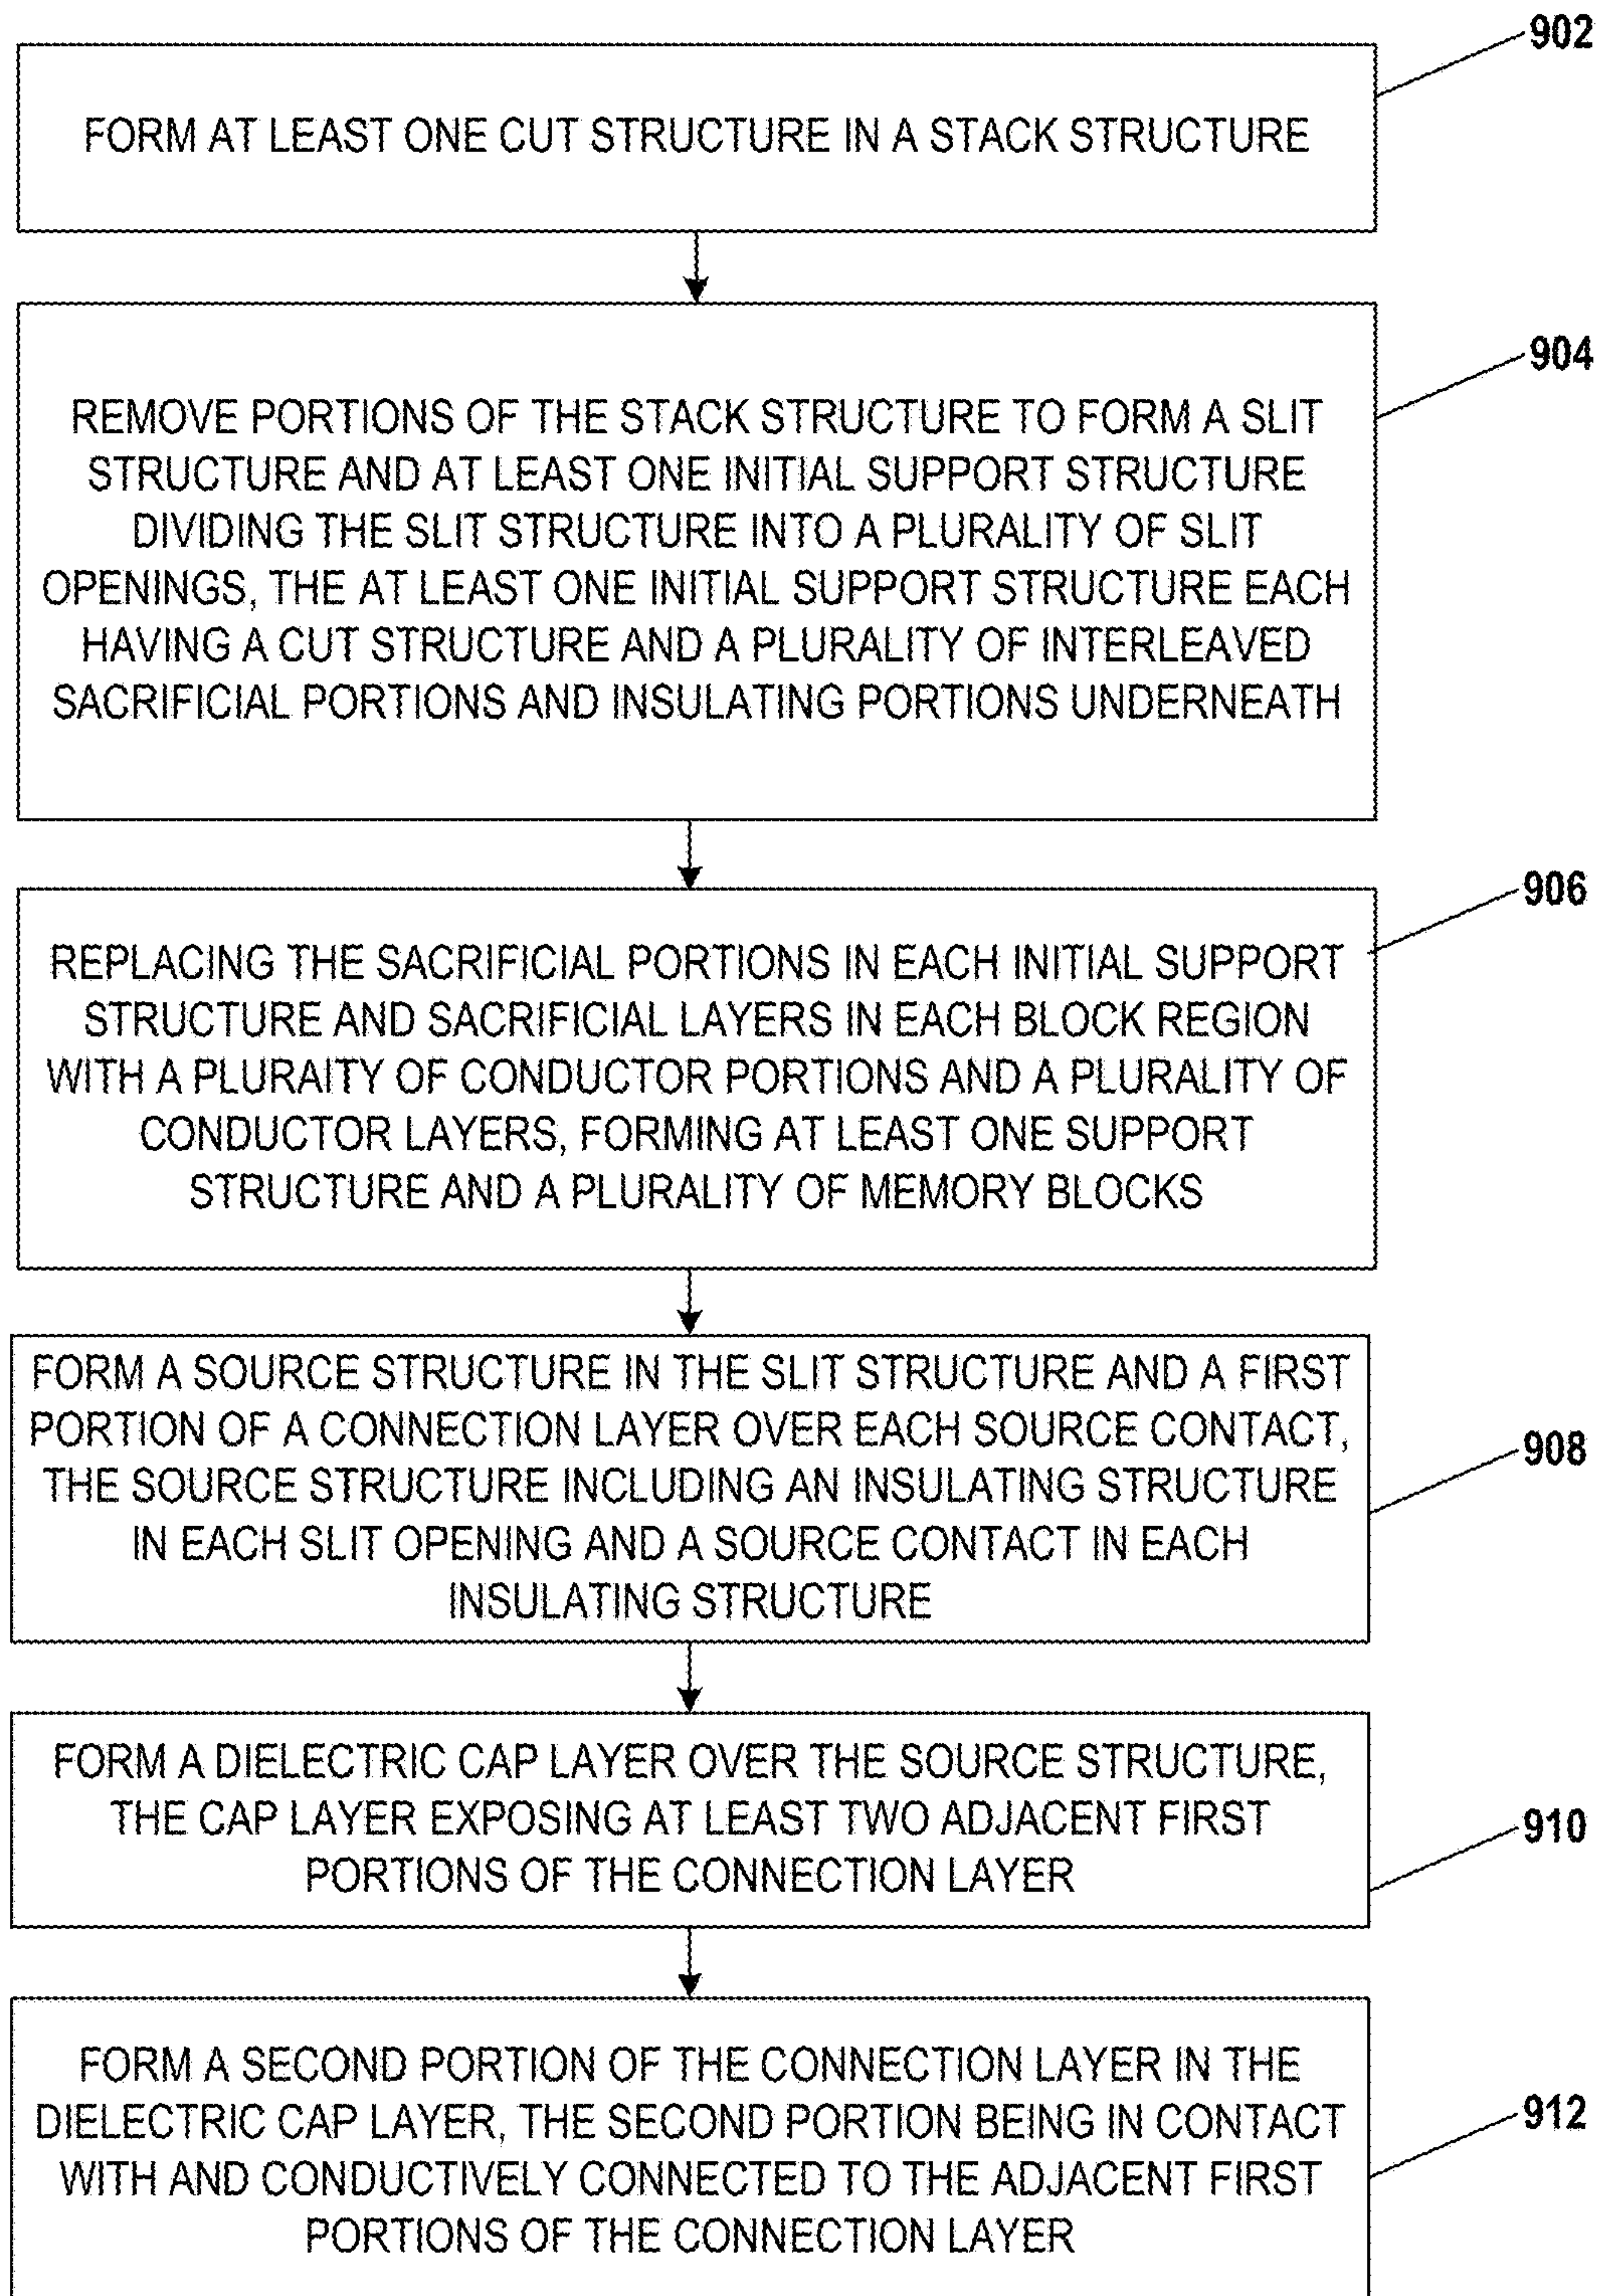 902
FORM AT LEAST ONE CUT STRUCTURE IN A STACK STRUCTURE
904
REMOVE PORTIONS OF THE STACK STRUCTURE TO FORM A SLIT
STRUCTURE AND AT LEAST ONE INITIAL SUPPORT STRUCTURE
DIVIDING THE SLIT STRUCTURE INTO A PLURALITY OF SLIT
OPENINGS, THE AT LEAST ONE INITIAL SUPPORT STRUCTURE EACH
HAVING A CUT STRUCTURE AND A PLURALITY OF INTERLEAVED
SACRIFICIAL PORTIONS AND INSULATING PORTIONS UNDERNEATH
906
REPLACING THE SACRIFICIAL PORTIONS IN EACH INITIAL SUPPORT
STRUCTURE AND SACRIFICIAL LAYERS IN EACH BLOCK REGION
WITH A PLURAITY OF CONDUCTOR PORTIONS AND A PLURALITY OF
CONDUCTOR LAYERS, FORMING AT LEAST ONE SUPPORT
STRUCTURE AND A PLURALITY OF MEMORY BLOCKS
FORM A SOURCE STRUCTURE IN THE SLIT STRUCTURE AND A FIRST
PORTION OF A CONNECTION LAYER OVER EACH SOURCE CONTACT,
908
THE SOURCE STRUCTURE INCLUDING AN INSULATING STRUCTURE
IN EACH SLIT OPENING AND A SOURCE CONTACT IN EACH
INSULATING STRUCTURE
FORM A DIELECTRIC CAP LAYER OVER THE SOURCE STRUCTURE,
THE CAP LAYER EXPOSING AT LEAST TWO ADJACENT FIRST
910
PORTIONS OF THE CONNECTION LAYER
FORM A SECOND PORTION OF THE CONNECTION LAYER IN THE
DIELECTRIC CAP LAYER, THE SECOND PORTION BEING IN CONTACT
912
WITH AND CONDUCTIVELY CONNECTED TO THE ADJACENT FIRST
PORTIONS OF THE CONNECTION LAYER